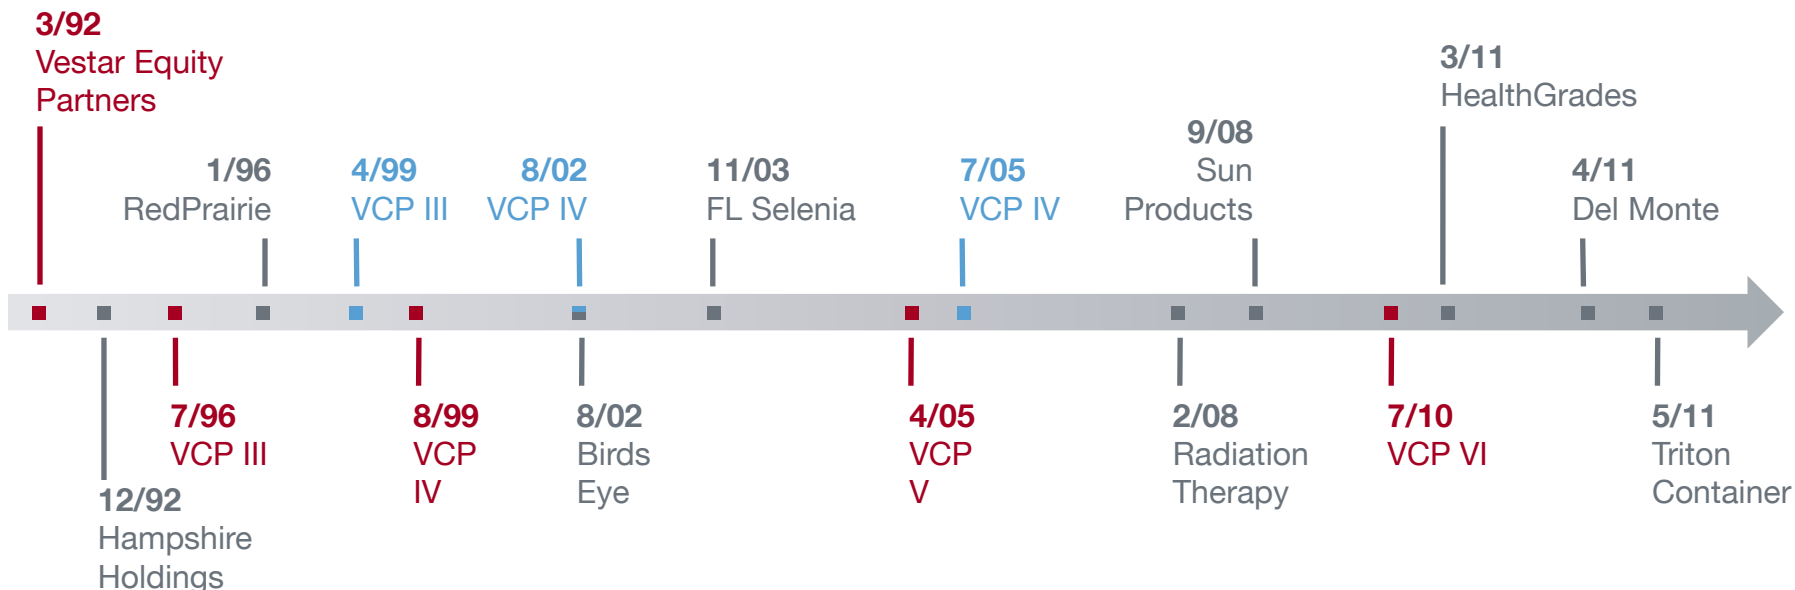 3/92
Vestar Equity
Partners
1/96
RedPrairie
4/99
VCP III
8/02
VCP IV
11/03
FL Selenia
7/05
VCP IV
9/08
Sun
Products
3/11
HealthGrades
4/11
Del Monte
12/92
Hampshire
Holdings
7/96
VCP III
8/99
VCP
IV
8/02
Birds
Eye
4/05
VCP
V
2/08
Radiation
Therapy
7/10
VCP VI
5/11
Triton
Container